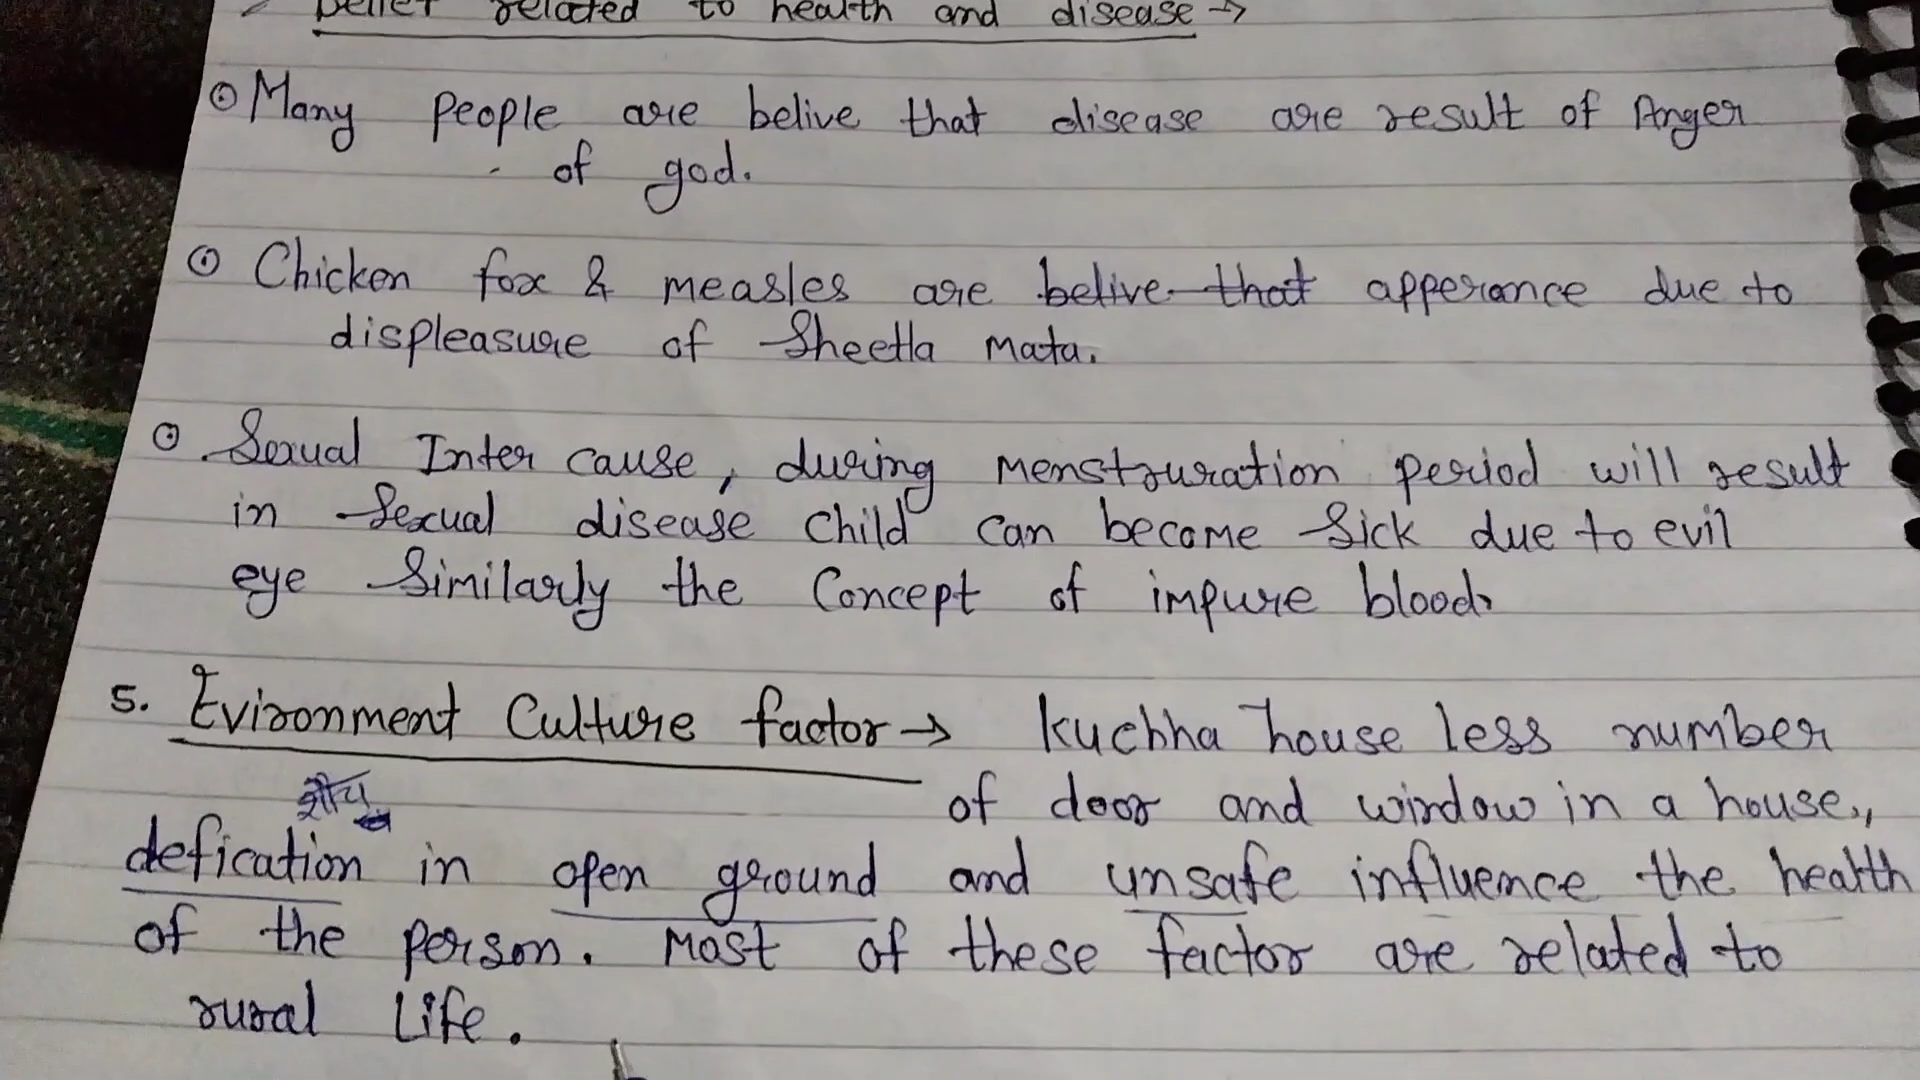 Belief related to health and disease →
⊙ Many people are belive that disease are result of Anger
of god.
⊙ Chicken fox & measles are belive that apperance due to
displeasure of Sheetla Mata.
⊙ Sexual Inter cause, during menstruration period will result
in Sexual disease child can become Sick due to evil
eye Similarly the Concept of impure blood.
5. Evironment Culture factor → Kuchha house less number
of door and window in a house,,
शौच
defication in open ground and unsafe influence the health
of the person. Most of these factor are related to
rural Life.